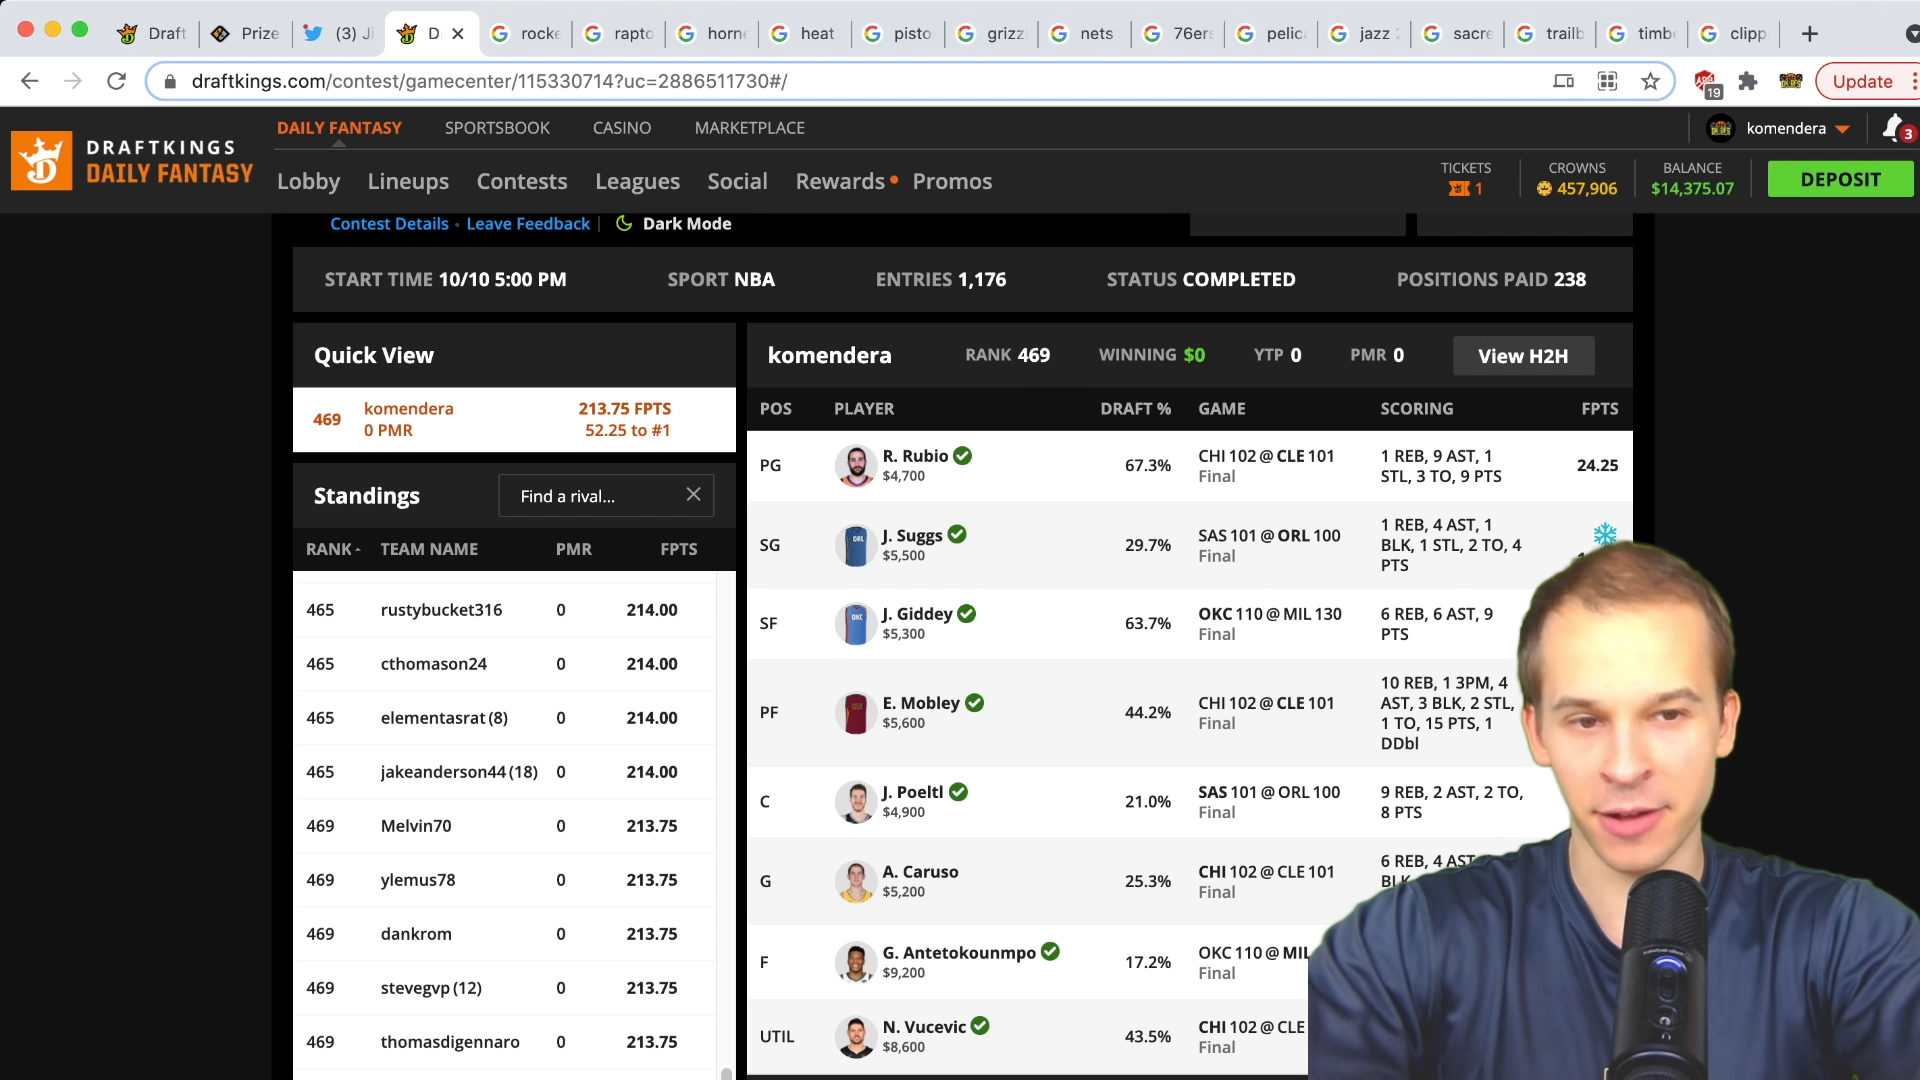 Draft
Prize
(3) Ji
D
rocke
rapto
horne
heat
pisto
grizz
nets
76ers
pelica
jazz
sacre
trailb
timbe
clipp
draftkings.com/contest/gamecenter/115330714?uc=2886511730#/
19
Update
DRAFTKINGS
DAILY FANTASY
DAILY FANTASY SPORTSBOOK CASINO MARKETPLACE
komendera
3
Lobby Lineups Contests Leagues Social Rewards Promos
TICKETS
1
CROWNS
457,906
BALANCE
$14,375.07
DEPOSIT
Contest Details • Leave Feedback
Dark Mode
START TIME 10/10 5:00 PM SPORT NBA ENTRIES 1,176 STATUS COMPLETED POSITIONS PAID 238
Quick View
469 komendera 213.75 FPTS
0 PMR 52.25 to #1
Standings
Find a rival...
RANK TEAM NAME PMR FPTS
465 rustybucket316 0 214.00
465 cthomason24 0 214.00
465 elementasrat (8) 0 214.00
465 jakeanderson44 (18) 0 214.00
469 Melvin70 0 213.75
469 ylemus78 0 213.75
469 dankrom 0 213.75
469 stevegvp (12) 0 213.75
469 thomasdigennaro 0 213.75
komendera RANK 469 WINNING $0 YTP 0 PMR 0 View H2H
POS PLAYER DRAFT % GAME SCORING FPTS
PG R. Rubio $4,700 67.3% CHI 102 @ CLE 101 Final 1 REB, 9 AST, 1 STL, 3 TO, 9 PTS 24.25
SG J. Suggs $5,500 29.7% SAS 101 @ ORL 100 Final 1 REB, 4 AST, 1 BLK, 1 STL, 2 TO, 4 PTS
SF J. Giddey $5,300 63.7% OKC 110 @ MIL 130 Final 6 REB, 6 AST, 9 PTS
PF E. Mobley $5,600 44.2% CHI 102 @ CLE 101 Final 10 REB, 1 3PM, 4 AST, 3 BLK, 2 STL, 1 TO, 15 PTS, 1 DDbl
C J. Poeltl $4,900 21.0% SAS 101 @ ORL 100 Final 9 REB, 2 AST, 2 TO, 8 PTS
G A. Caruso $5,200 25.3% CHI 102 @ CLE 101 Final 6 REB, 4 AST
F G. Antetokounmpo $9,200 17.2% OKC 110 @ MIL Final
UTIL N. Vucevic $8,600 43.5% CHI 102 @ CLE Final